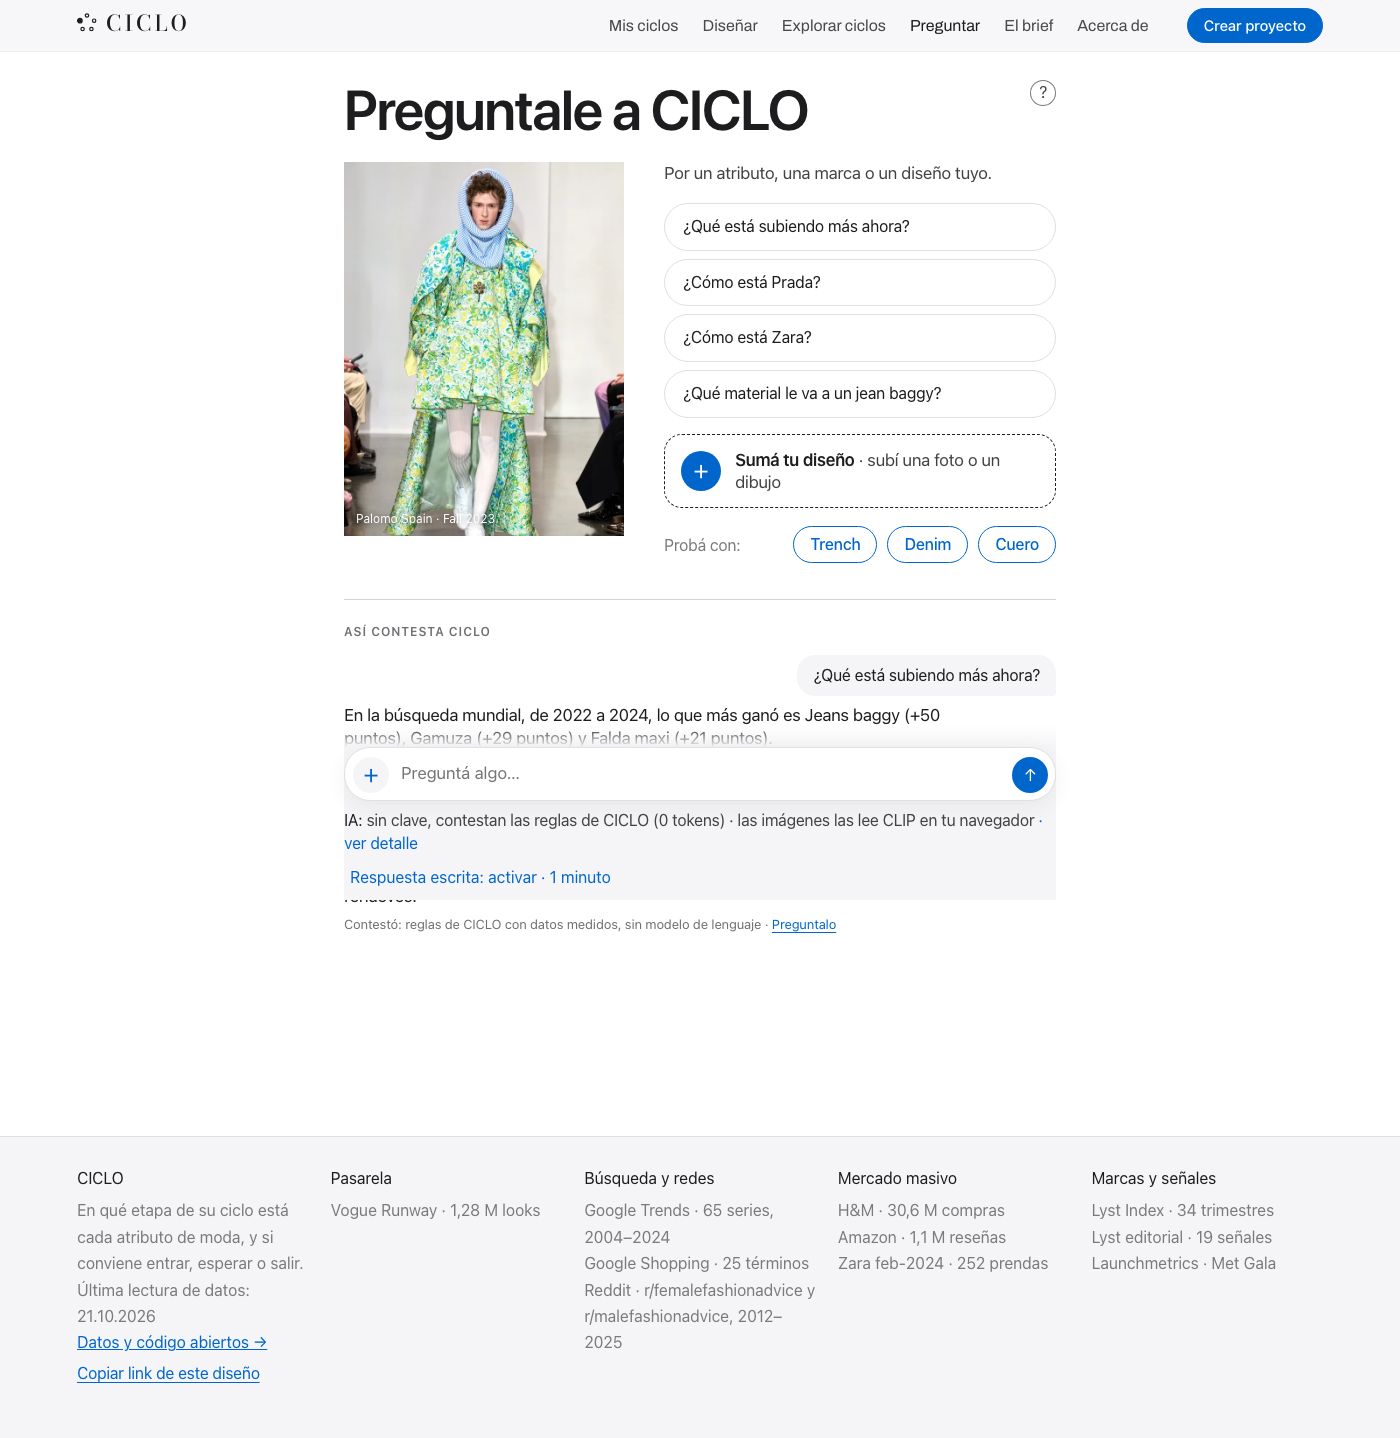 CICLO
Mis ciclos
Diseñar
Explorar ciclos
Preguntar
El brief
Acerca de
Crear proyecto
Preguntale a CICLO
?
Palomo Spain · Fall 2023
Por un atributo, una marca o un diseño tuyo.
¿Qué está subiendo más ahora?
¿Cómo está Prada?
¿Cómo está Zara?
¿Qué material le va a un jean baggy?
Sumá tu diseño · subí una foto o un
dibujo
Probá con:
Trench
Denim
Cuero
ASÍ CONTESTA CICLO
¿Qué está subiendo más ahora?
En la búsqueda mundial, de 2022 a 2024, lo que más ganó es Jeans baggy (+50
puntos), Gamuza (+29 puntos) y Falda maxi (+21 puntos).
Preguntá algo...
IA: sin clave, contestan las reglas de CICLO (0 tokens) · las imágenes las lee CLIP en tu navegador ·
ver detalle
Respuesta escrita: activar · 1 minuto
Contestó: reglas de CICLO con datos medidos, sin modelo de lenguaje · Preguntalo
CICLO
En qué etapa de su ciclo está
cada atributo de moda, y si
conviene entrar, esperar o salir.
Última lectura de datos:
21.10.2026
Datos y código abiertos →
Copiar link de este diseño
Pasarela
Vogue Runway · 1,28 M looks
Búsqueda y redes
Google Trends · 65 series,
2004–2024
Google Shopping · 25 términos
Reddit · r/femalefashionadvice y
r/malefashionadvice, 2012–
2025
Mercado masivo
H&M · 30,6 M compras
Amazon · 1,1 M reseñas
Zara feb-2024 · 252 prendas
Marcas y señales
Lyst Index · 34 trimestres
Lyst editorial · 19 señales
Launchmetrics · Met Gala